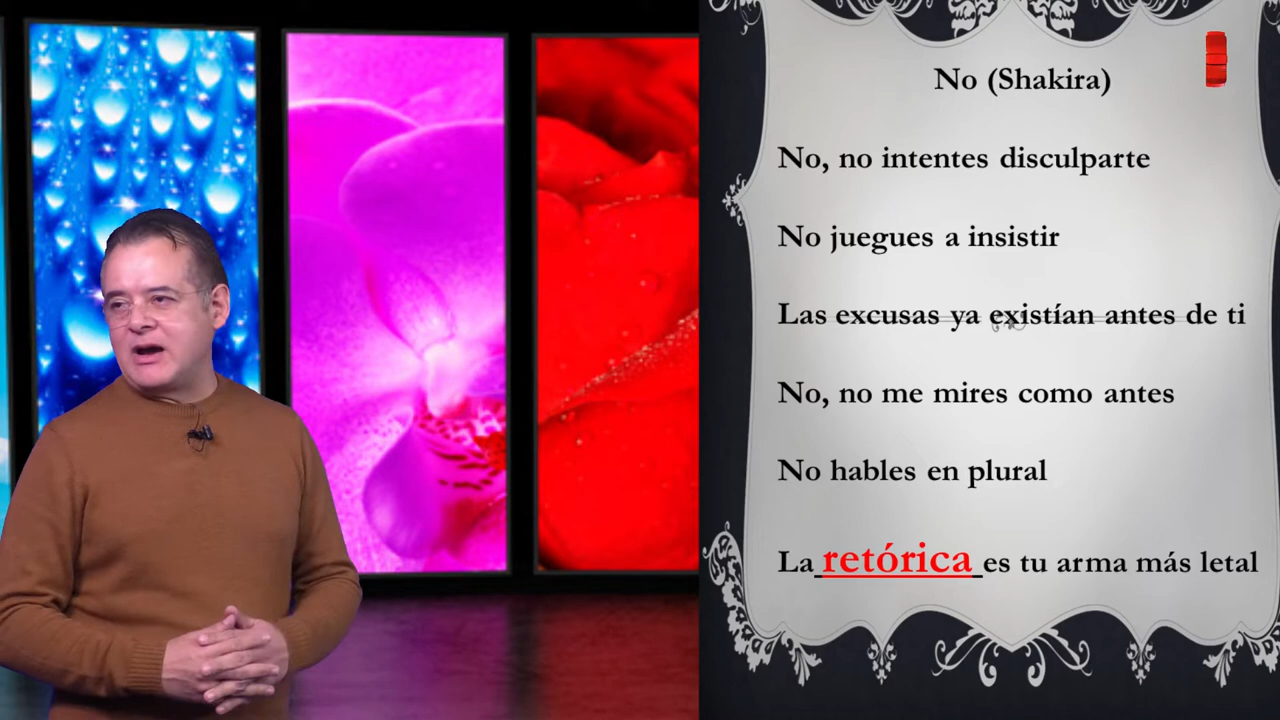 No (Shakira)
No, no intentes disculparte
No juegues a insistir
Las excusas ya existían antes de ti
No, no me mires como antes
No hables en plural
La retórica es tu arma más letal